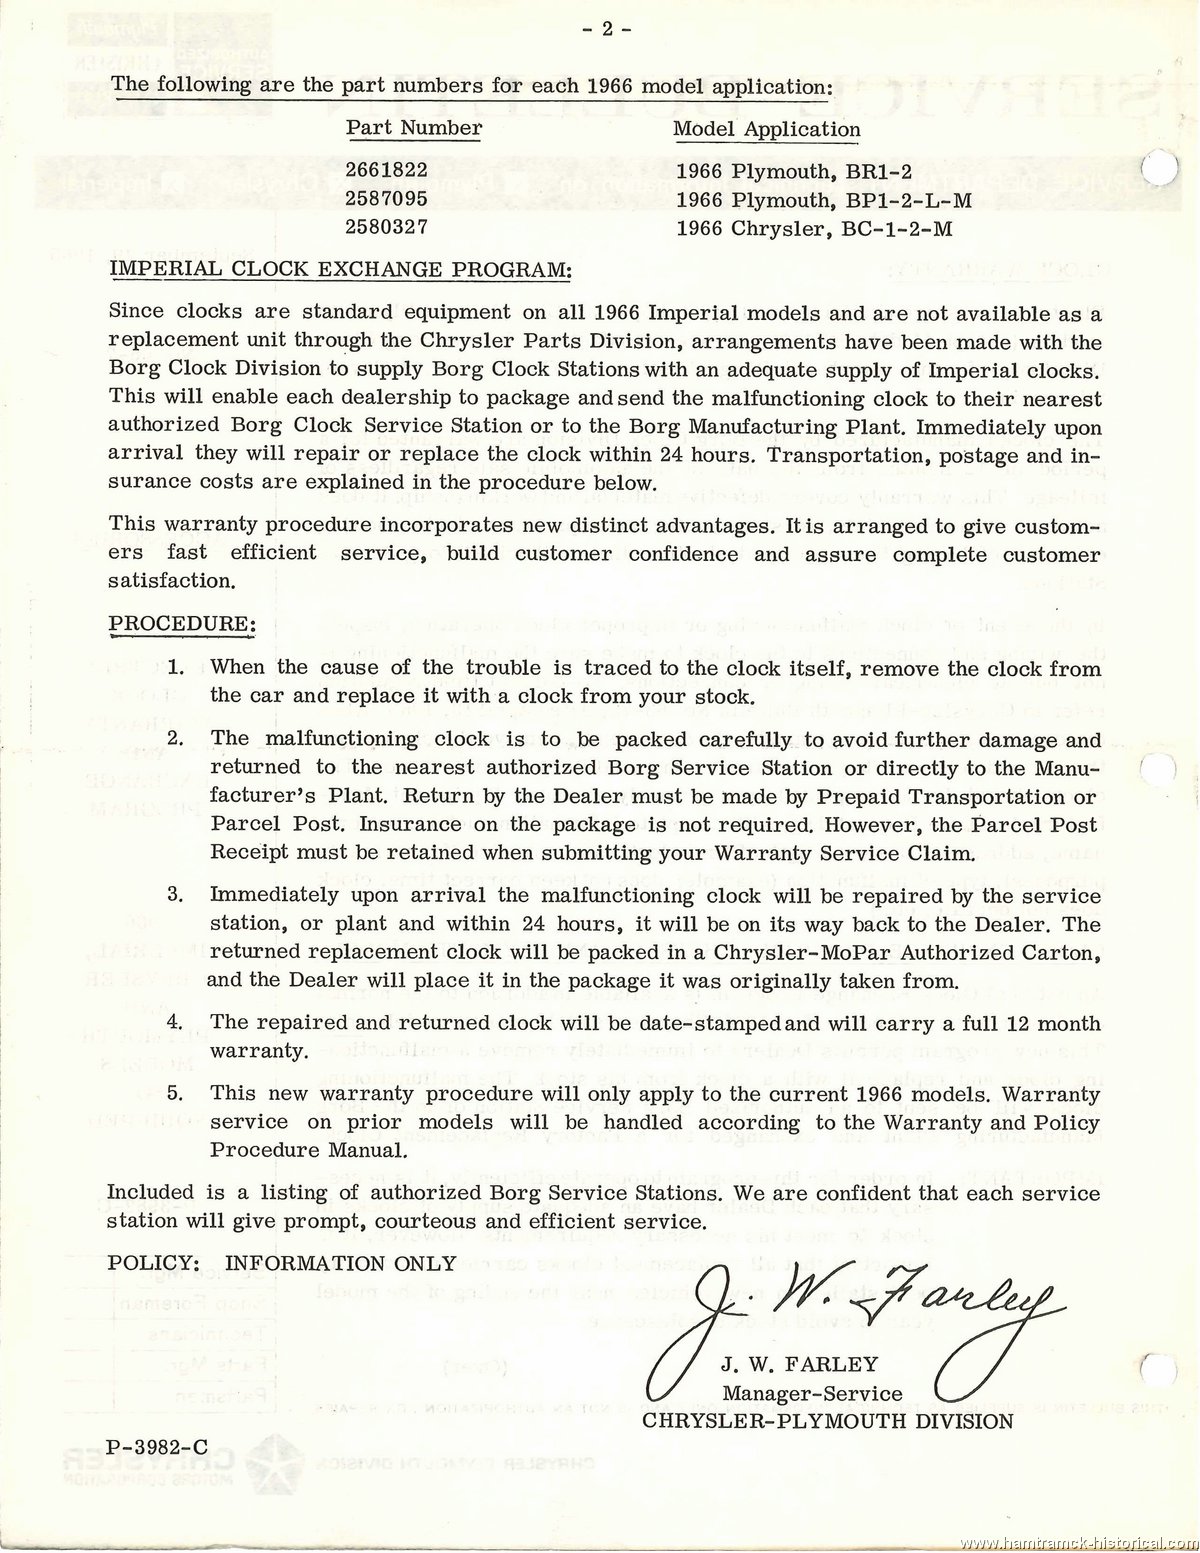 - 2 -
The following are the part numbers for each 1966 model application:
Part Number Model Application
2661822 1966 Plymouth, BR1-2
2587095 1966 Plymouth, BP1-2-L-M
2580327 1966 Chrysler, BC-1-2-M
IMPERIAL CLOCK EXCHANGE PROGRAM:
Since clocks are standard equipment on all 1966 Imperial models and are not available as a
replacement unit through the Chrysler Parts Division, arrangements have been made with the
Borg Clock Division to supply Borg Clock Stations with an adequate supply of Imperial clocks.
This will enable each dealership to package and send the malfunctioning clock to their nearest
authorized Borg Clock Service Station or to the Borg Manufacturing Plant. Immediately upon
arrival they will repair or replace the clock within 24 hours. Transportation, postage and in-
surance costs are explained in the procedure below.
This warranty procedure incorporates new distinct advantages. It is arranged to give custom-
ers fast efficient service, build customer confidence and assure complete customer
satisfaction.
PROCEDURE:
1. When the cause of the trouble is traced to the clock itself, remove the clock from
the car and replace it with a clock from your stock.
2. The malfunctioning clock is to be packed carefully to avoid further damage and
returned to the nearest authorized Borg Service Station or directly to the Manu-
facturer's Plant. Return by the Dealer must be made by Prepaid Transportation or
Parcel Post. Insurance on the package is not required. However, the Parcel Post
Receipt must be retained when submitting your Warranty Service Claim.
3. Immediately upon arrival the malfunctioning clock will be repaired by the service
station, or plant and within 24 hours, it will be on its way back to the Dealer. The
returned replacement clock will be packed in a Chrysler-MoPar Authorized Carton,
and the Dealer will place it in the package it was originally taken from.
4. The repaired and returned clock will be date-stamped and will carry a full 12 month
warranty.
5. This new warranty procedure will only apply to the current 1966 models. Warranty
service on prior models will be handled according to the Warranty and Policy
Procedure Manual.
Included is a listing of authorized Borg Service Stations. We are confident that each service
station will give prompt, courteous and efficient service.
POLICY: INFORMATION ONLY
J. W. Farley
J. W. FARLEY
Manager-Service
CHRYSLER-PLYMOUTH DIVISION
P-3982-C
www.hamtramck-historical.com